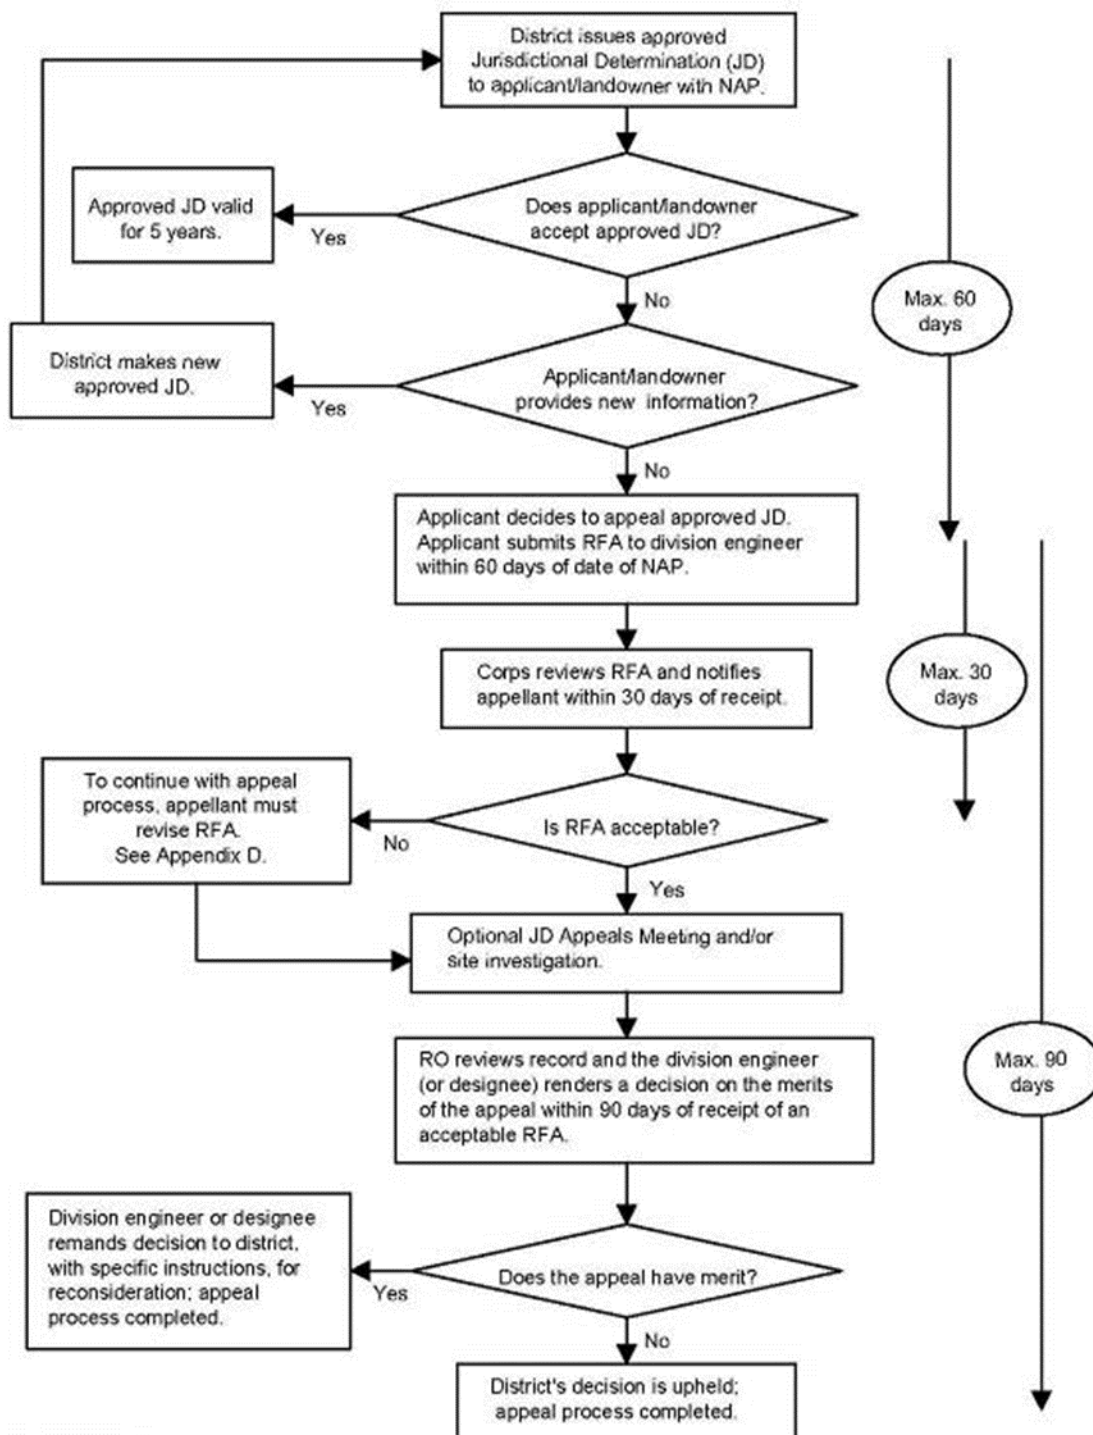 District issues approved
Jurisdictional Determination (JD)
to applicant/landowner with NAP.
Does applicant/landowner
accept approved JD?
Yes
Approved JD valid
for 5 years.
No
Max. 60
days
Applicant/landowner
provides new information?
Yes
District makes new
approved JD.
No
Applicant decides to appeal approved JD.
Applicant submits RFA to division engineer
within 60 days of date of NAP.
Corps reviews RFA and notifies
appellant within 30 days of receipt.
Max. 30
days
Is RFA acceptable?
No
To continue with appeal
process, appellant must
revise RFA.
See Appendix D.
Yes
Optional JD Appeals Meeting and/or
site investigation.
RO reviews record and the division engineer
(or designee) renders a decision on the merits
of the appeal within 90 days of receipt of an
acceptable RFA.
Max. 90
days
Does the appeal have merit?
Yes
Division engineer or designee
remands decision to district,
with specific instructions, for
reconsideration; appeal
process completed.
No
District's decision is upheld;
appeal process completed.